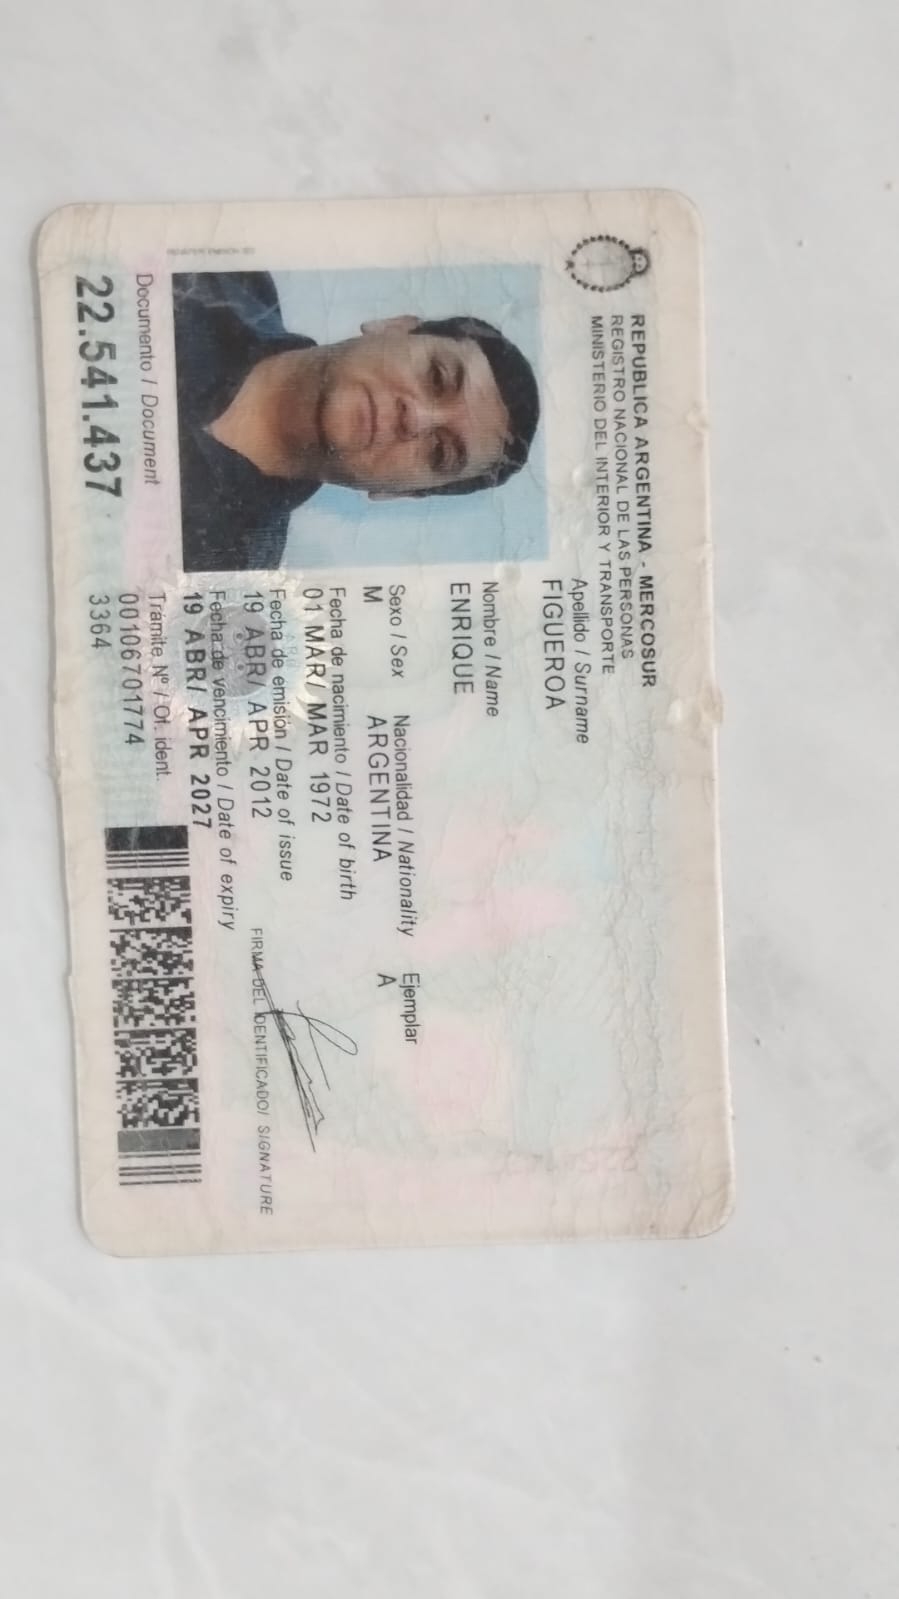 REPUBLICA ARGENTINA - MERCOSUR
REGISTRO NACIONAL DE LAS PERSONAS
MINISTERIO DEL INTERIOR Y TRANSPORTE
Apellido / Surname
FIGUEROA
Nombre / Name
ENRIQUE
Sexo / Sex Nacionalidad / Nationality Ejemplar
M ARGENTINA A
Fecha de nacimiento / Date of birth
01 MAR/ MAR 1972
Fecha de emisión / Date of issue
19 ABR/ APR 2012
Fecha de vencimiento / Date of expiry
19 ABR/ APR 2027
FIRMA DEL IDENTIFICADO/ SIGNATURE
Documento / Document
22.541.437
Trámite Nº / Of. ident.
00106701774
3364